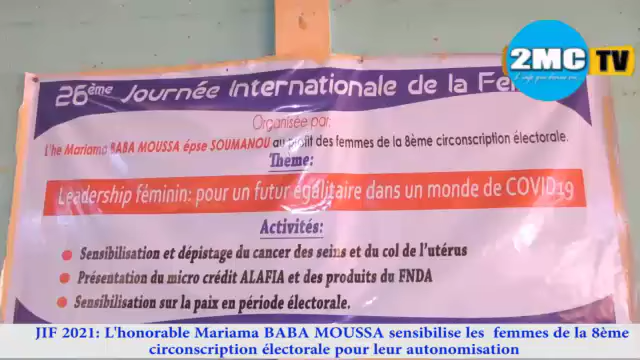 2MC TV
26ème Journée Internationale de la Fem
Organisée par:
L'he Mariama BABA MOUSSA épse SOUMANOU au profit des femmes de la 8ème circonscription électorale.
Thème:
Leadership féminin: pour un futur égalitaire dans un monde de COVID19
Activités:
Sensibilisation et dépistage du cancer des seins et du col de l'utérus
Présentation du micro crédit ALAFIA et des produits du FNDA
Sensibilisation sur la paix en période électorale.
JIF 2021: L'honorable Mariama BABA MOUSSA sensibilise les femmes de la 8ème
circonscription électorale pour leur autonomisation